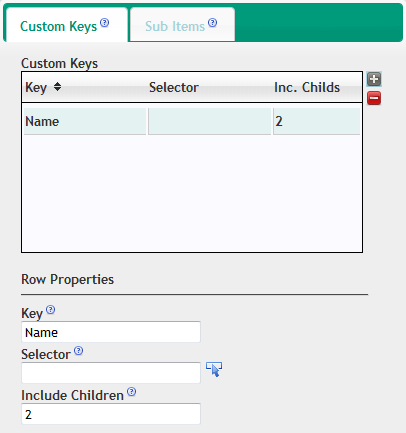 Custom Keys ? Sub Items ?
Custom Keys
Key Selector Inc. Childs
Name 2
Row Properties
Key ?
Name
Selector ?
Include Children ?
2